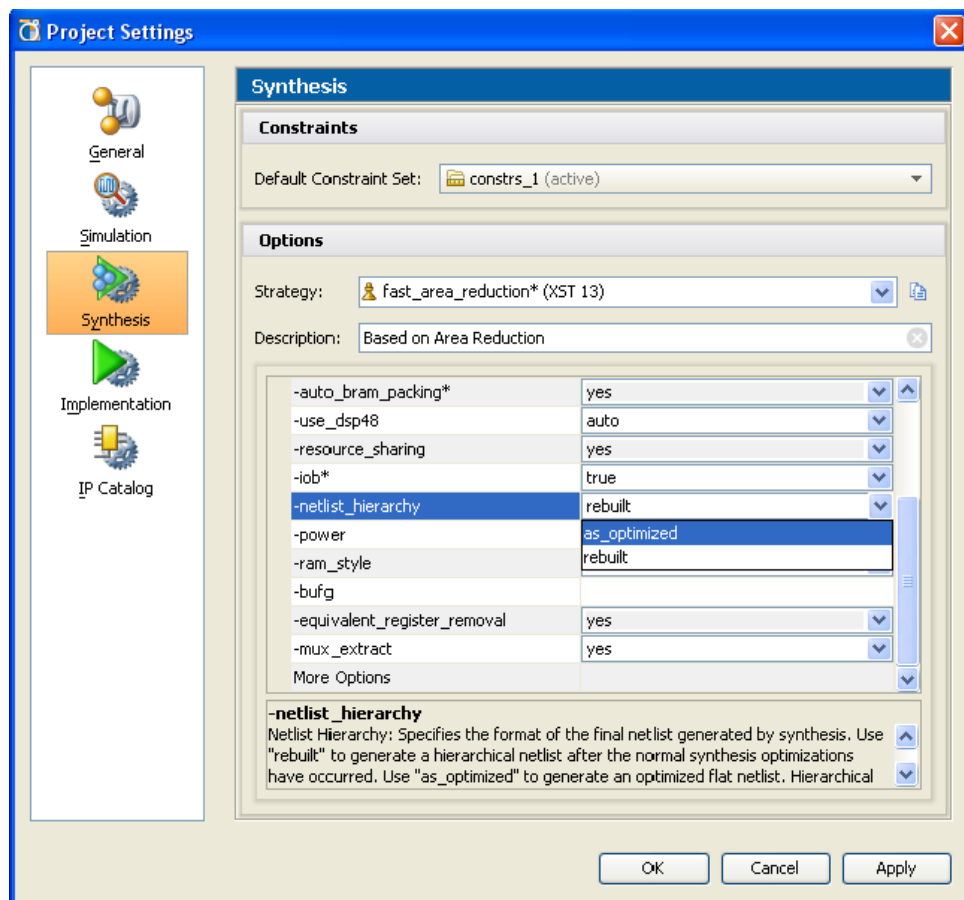 Project Settings
General
Simulation
Synthesis
Implementation
IP Catalog
Synthesis
Constraints
Default Constraint Set: constrs_1 (active)
Options
Strategy: fast_area_reduction* (XST 13)
Description: Based on Area Reduction
-auto_bram_packing* yes
-use_dsp48 auto
-resource_sharing yes
-iob* true
-netlist_hierarchy rebuilt
-power as_optimized
-ram_style rebuilt
-bufg
-equivalent_register_removal yes
-mux_extract yes
More Options
-netlist_hierarchy
Netlist Hierarchy: Specifies the format of the final netlist generated by synthesis. Use
"rebuilt" to generate a hierarchical netlist after the normal synthesis optimizations
have occurred. Use "as_optimized" to generate an optimized flat netlist. Hierarchical
OK Cancel Apply